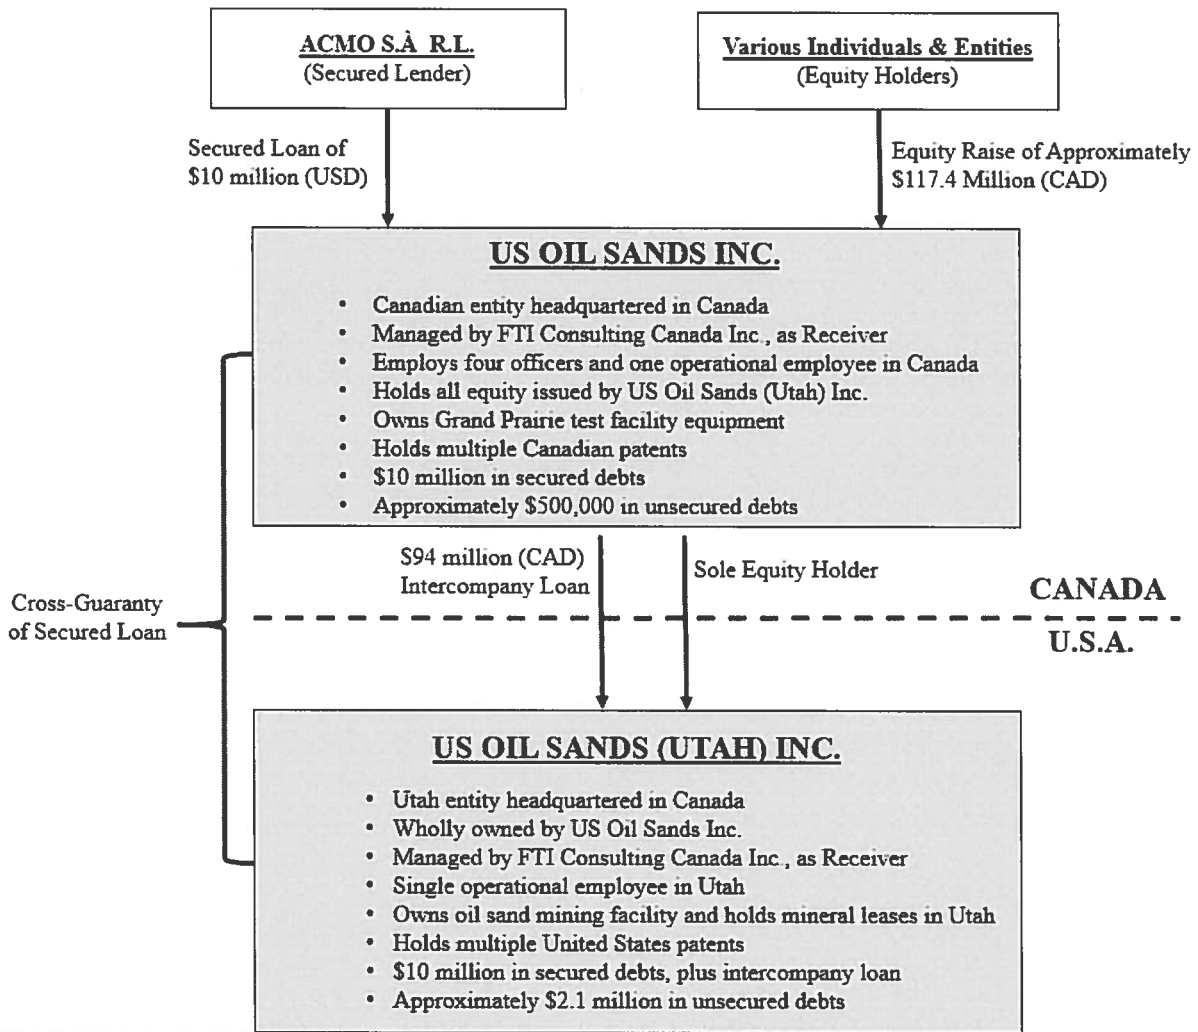 ACMO S.À R.L.
(Secured Lender)
Various Individuals & Entities
(Equity Holders)
Secured Loan of
$10 million (USD)
Equity Raise of Approximately
$117.4 Million (CAD)
US OIL SANDS INC.
• Canadian entity headquartered in Canada
• Managed by FTI Consulting Canada Inc., as Receiver
• Employs four officers and one operational employee in Canada
• Holds all equity issued by US Oil Sands (Utah) Inc.
• Owns Grand Prairie test facility equipment
• Holds multiple Canadian patents
• $10 million in secured debts
• Approximately $500,000 in unsecured debts
$94 million (CAD)
Intercompany Loan
Sole Equity Holder
CANADA
U.S.A.
Cross-Guaranty
of Secured Loan
US OIL SANDS (UTAH) INC.
• Utah entity headquartered in Canada
• Wholly owned by US Oil Sands Inc.
• Managed by FTI Consulting Canada Inc., as Receiver
• Single operational employee in Utah
• Owns oil sand mining facility and holds mineral leases in Utah
• Holds multiple United States patents
• $10 million in secured debts, plus intercompany loan
• Approximately $2.1 million in unsecured debts